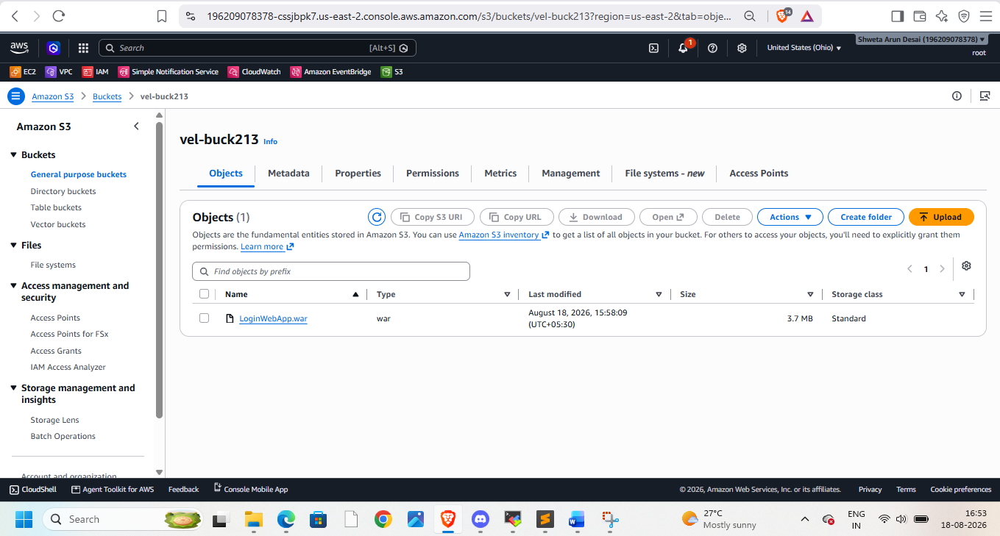 196209078378-cssjbpk7.us-east-2.console.aws.amazon.com/s3/buckets/vel-buck213?region=us-east-2&tab=obje...
14
aws
Search
[Alt+S]
1
United States (Ohio)
Shweta Arun Desai (196209078378)
root
EC2
VPC
IAM
Simple Notification Service
CloudWatch
Amazon EventBridge
S3
Amazon S3
Buckets
vel-buck213
Amazon S3
Buckets
General purpose buckets
Directory buckets
Table buckets
Vector buckets
Files
File systems
Access management and
security
Access Points
Access Points for FSx
Access Grants
IAM Access Analyzer
Storage management and
insights
Storage Lens
Batch Operations
Account and organization
vel-buck213 Info
Objects
Metadata
Properties
Permissions
Metrics
Management
File systems - new
Access Points
Objects (1)
Copy S3 URI
Copy URL
Download
Open
Delete
Actions
Create folder
Upload
Objects are the fundamental entities stored in Amazon S3. You can use Amazon S3 inventory to get a list of all objects in your bucket. For others to access your objects, you'll need to explicitly grant them
permissions. Learn more
Find objects by prefix
1
Name
Type
Last modified
Size
Storage class
LoginWebApp.war
war
August 18, 2026, 15:58:09
(UTC+05:30)
3.7 MB
Standard
CloudShell
Agent Toolkit for AWS
Feedback
Console Mobile App
© 2026, Amazon Web Services, Inc. or its affiliates.
Privacy
Terms
Cookie preferences
Search
27°C
Mostly sunny
ENG
IN
16:53
18-08-2026